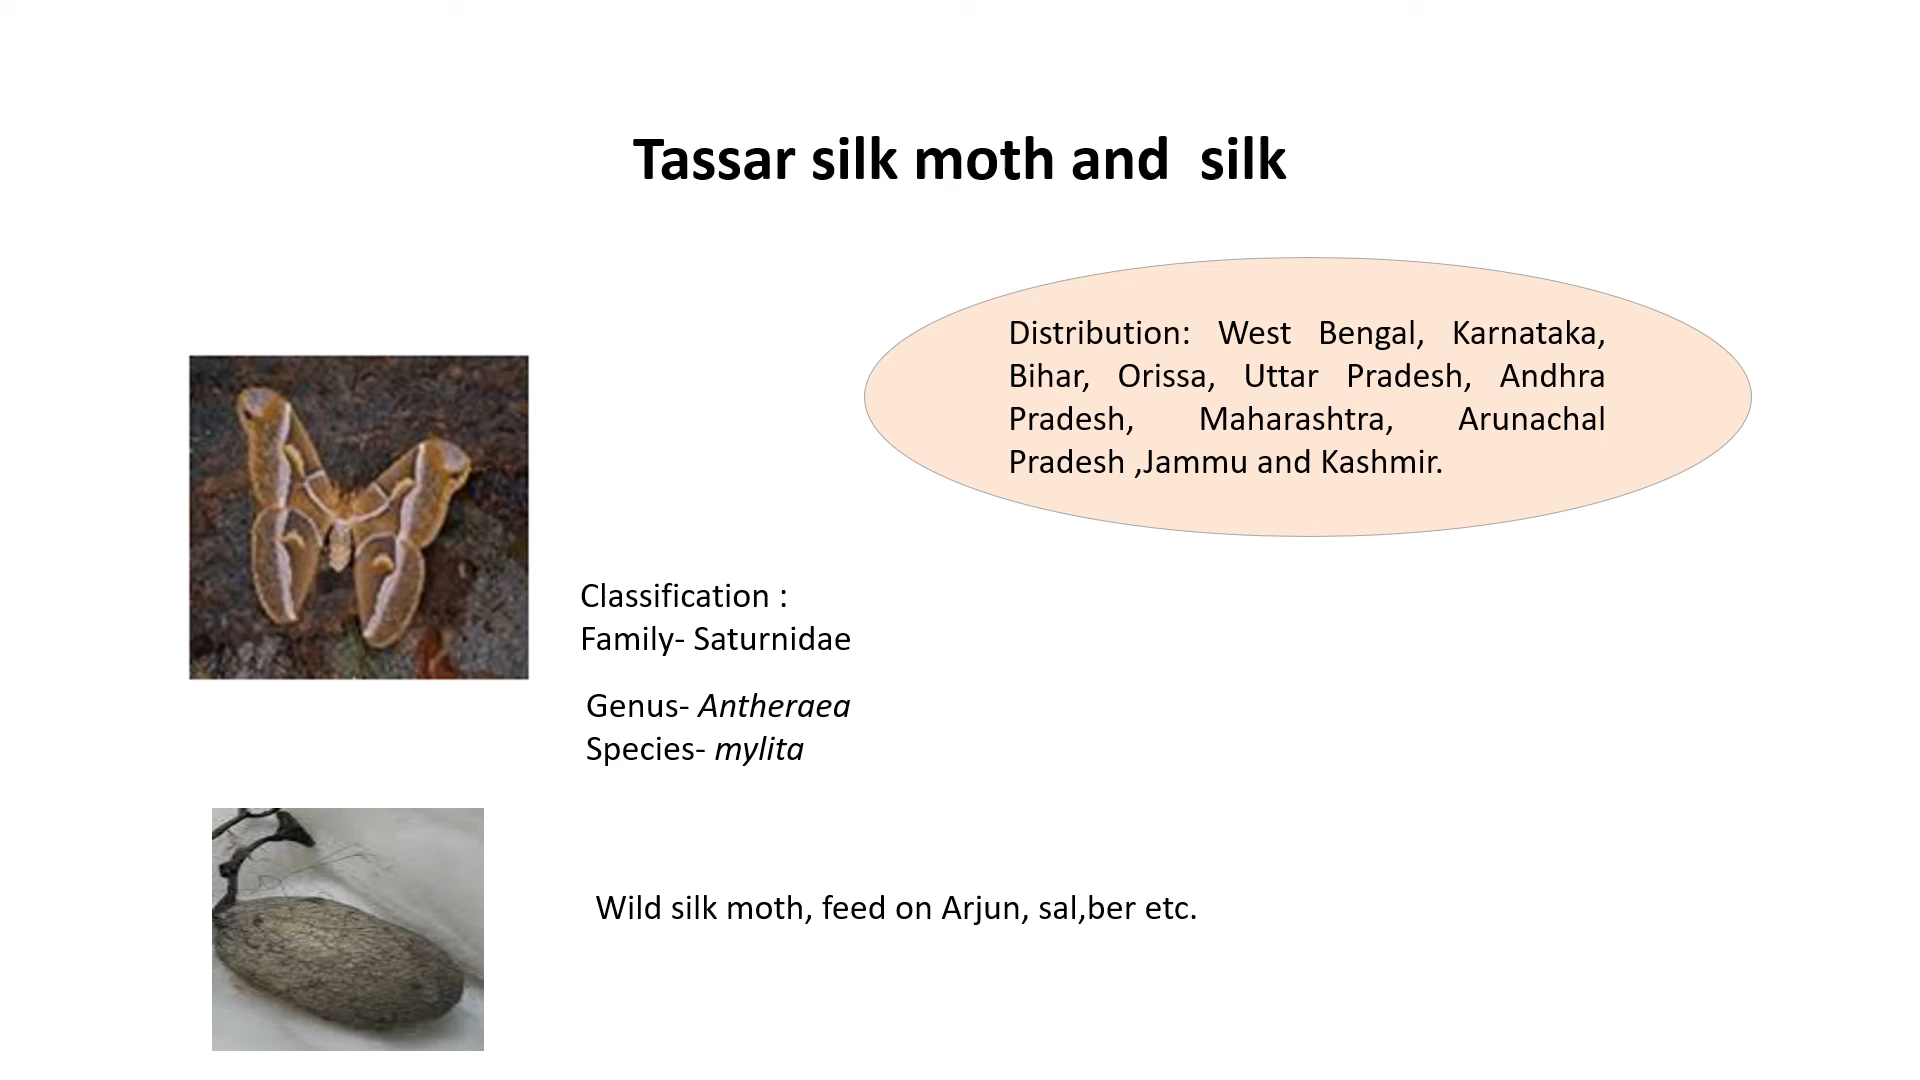 Tassar silk moth and  silk
Distribution: West Bengal, Karnataka,
Bihar, Orissa, Uttar Pradesh, Andhra
Pradesh, Maharashtra, Arunachal
Pradesh ,Jammu and Kashmir.
Classification :
Family- Saturnidae
Genus- Antheraea
Species- mylita
Wild silk moth, feed on Arjun, sal,ber etc.